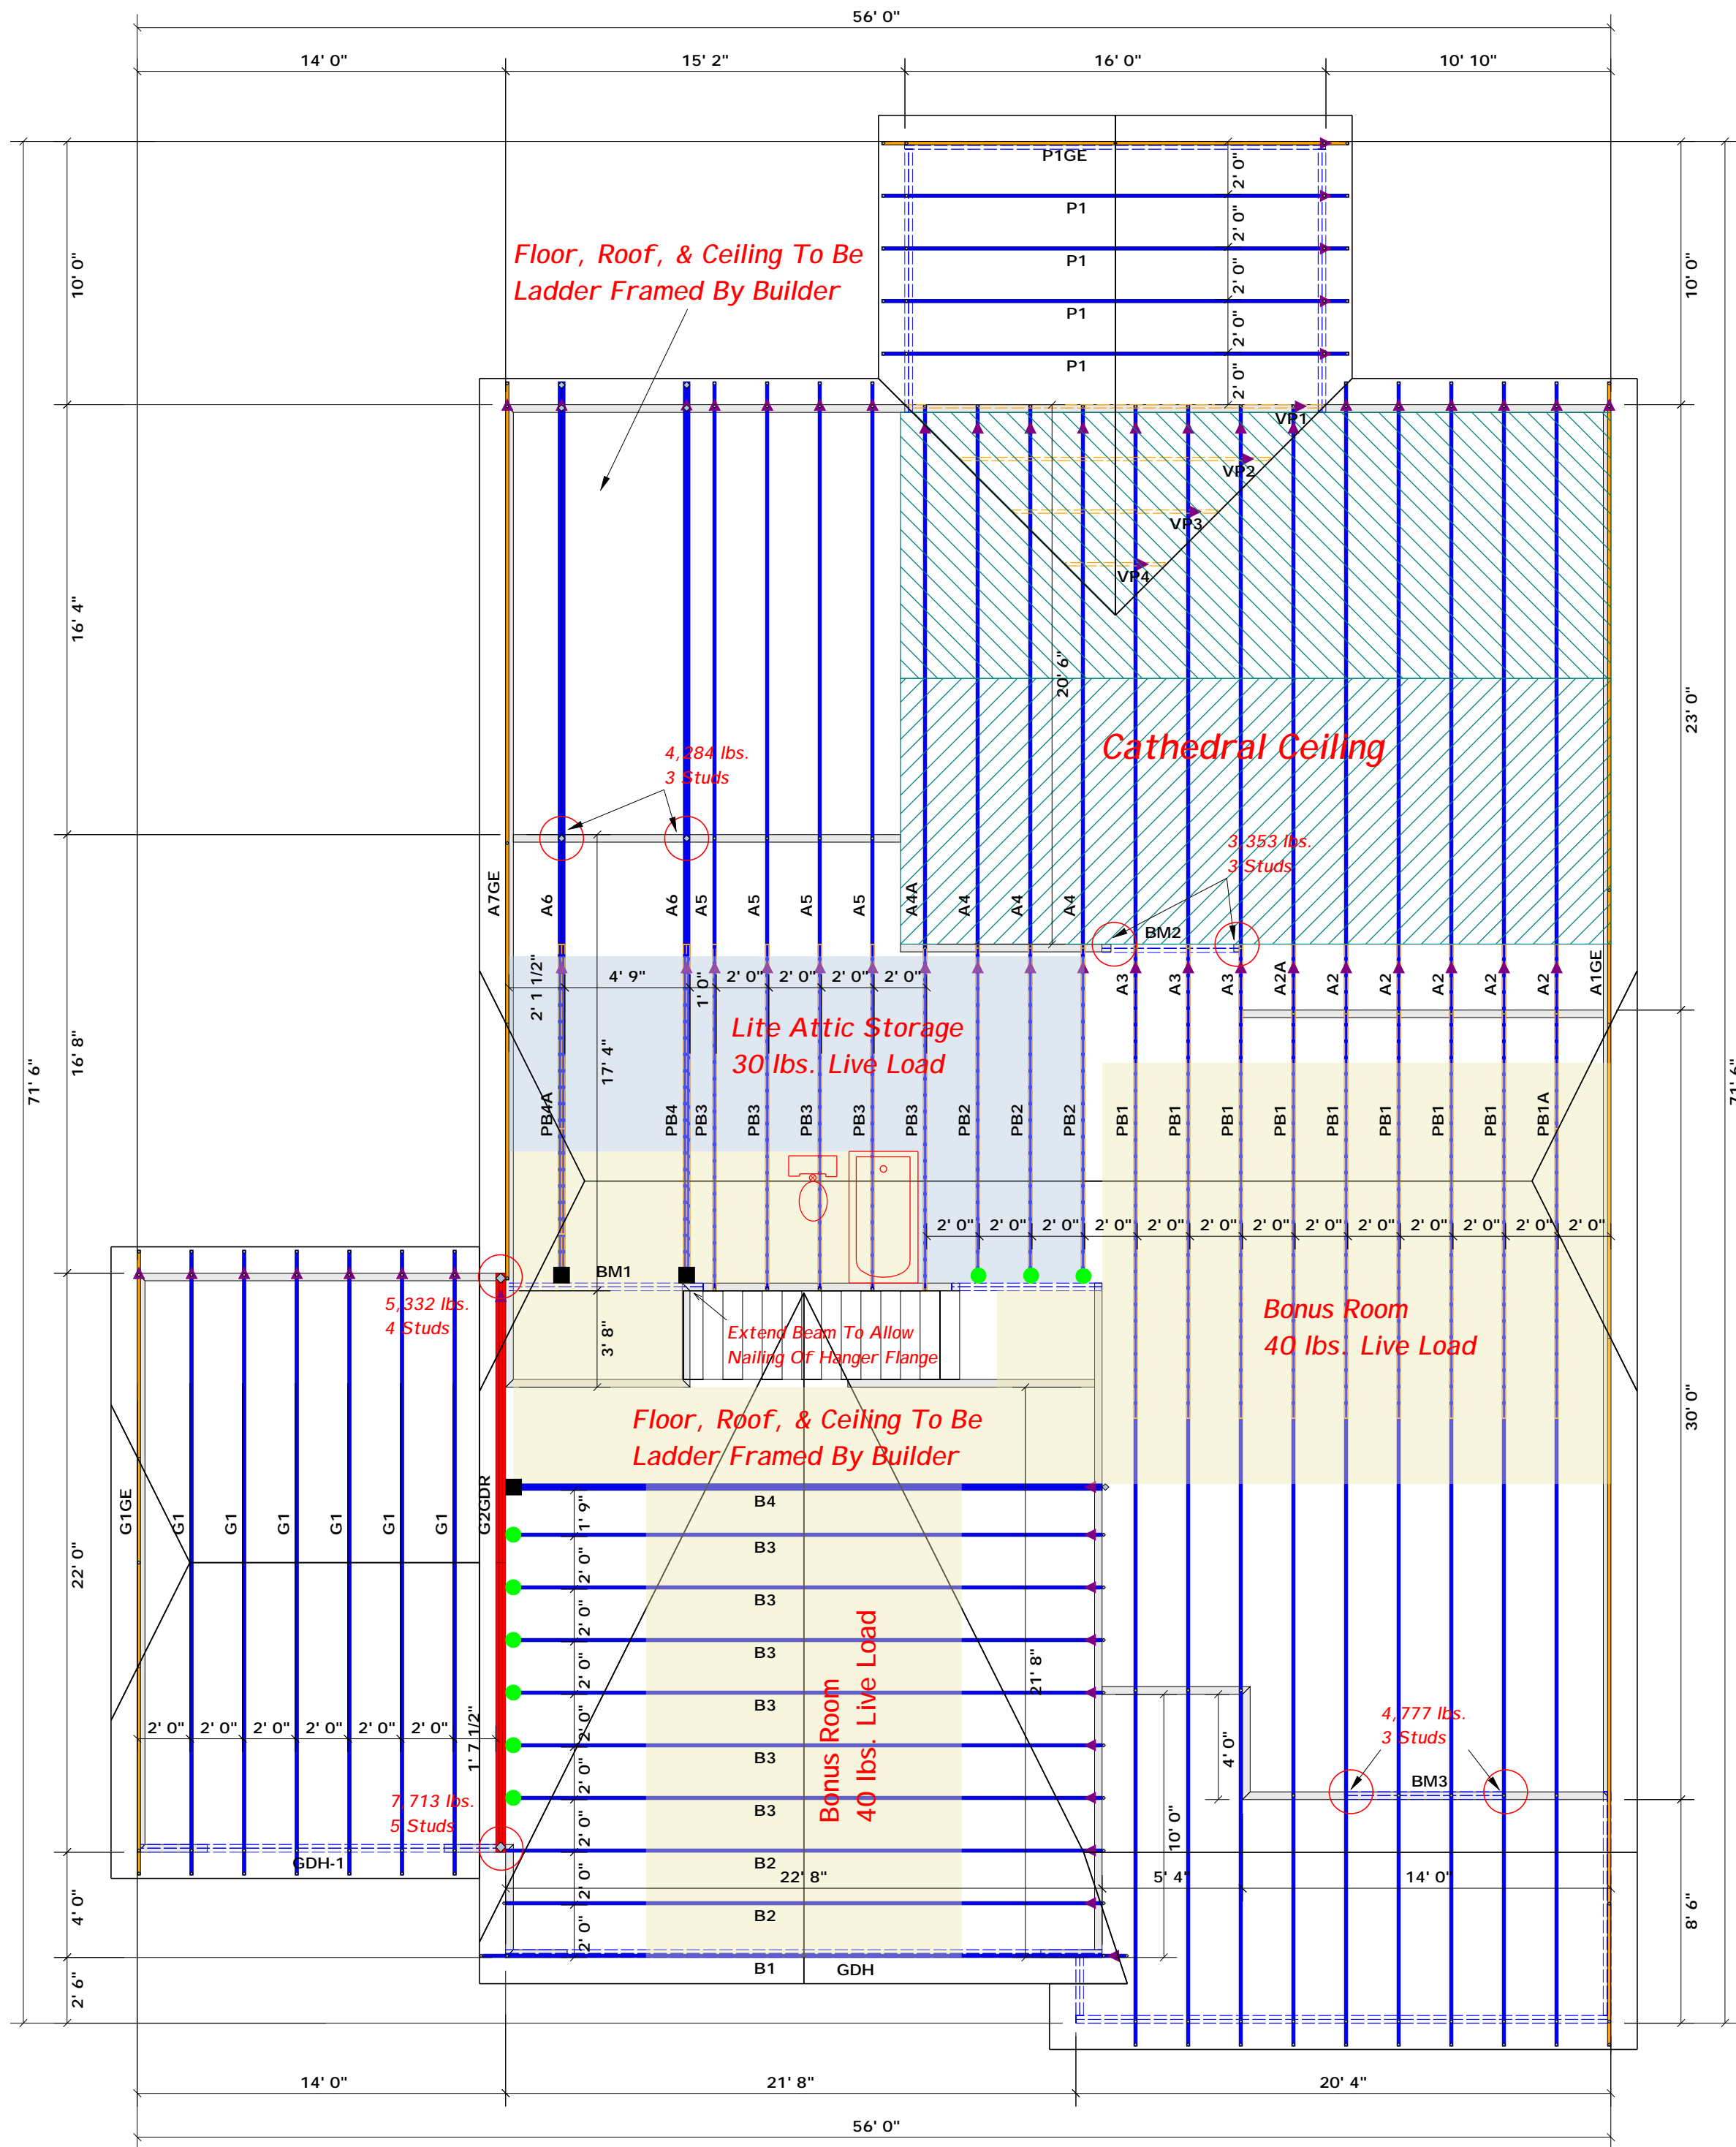 56' 0"
14' 0"
15' 2"
16' 0"
10' 10"
P1GE
2' 0"
P1
2' 0"
P1
2' 0"
P1
2' 0"
P1
2' 0"
10' 0"
10' 0"
Floor, Roof, & Ceiling To Be
Ladder Framed By Builder
VP1
VP2
VP3
VP4
16' 4"
20' 6"
23' 0"
Cathedral Ceiling
4,284 lbs.
3 Studs
3,353 lbs.
3 Studs
A7GE
A6
A6
A5
A5
A5
A5
A4A
A4
A4
A4
BM2
A3
A3
A3
A2A
A2
A2
A2
A2
A2
A1GE
2' 1 1/2"
4' 9"
1' 0"
2' 0"
2' 0"
2' 0"
2' 0"
Lite Attic Storage
30 lbs. Live Load
71' 6"
16' 8"
17' 4"
71' 6"
PB4A
PB4
PB3
PB3
PB3
PB3
PB3
PB2
PB2
PB2
PB1
PB1
PB1
PB1
PB1
PB1
PB1
PB1
PB1A
2' 0"
2' 0"
2' 0"
2' 0"
2' 0"
2' 0"
2' 0"
2' 0"
2' 0"
2' 0"
2' 0"
2' 0"
2' 0"
BM1
5,332 lbs.
4 Studs
3' 8"
Extend Beam To Allow
Nailing Of Hanger Flange
Bonus Room
40 lbs. Live Load
30' 0"
Floor, Roof, & Ceiling To Be
Ladder Framed By Builder
G1GE
G1
G1
G1
G1
G1
G1
G2GDR
B4
1' 9"
B3
2' 0"
B3
2' 0"
B3
2' 0"
B3
2' 0"
B3
2' 0"
B3
2' 0"
B2
2' 0"
B2
2' 0"
B1
GDH
22' 0"
Bonus Room
40 lbs. Live Load
21' 8"
2' 0"
2' 0"
2' 0"
2' 0"
2' 0"
2' 0"
1' 7 1/2"
4' 0"
10' 0"
4,777 lbs.
3 Studs
BM3
7,713 lbs.
5 Studs
GDH-1
22' 8"
5' 4"
14' 0"
4' 0"
8' 6"
2' 6"
14' 0"
21' 8"
20' 4"
56' 0"